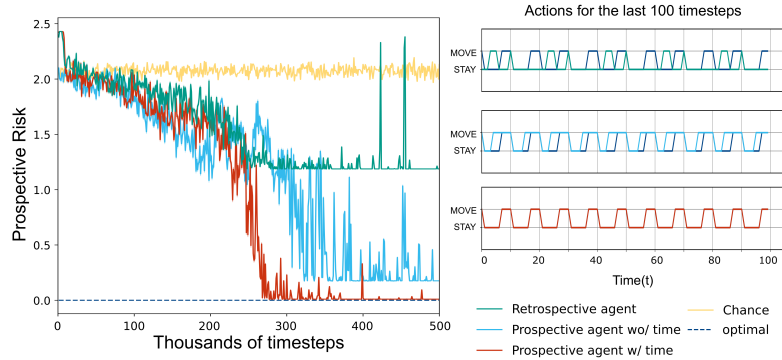 Actions for the last 100 timesteps
2.5
2.0
1.5
1.0
0.5
0.0
Prospective Risk
0
100
200
300
400
500
Thousands of timesteps
MOVE
STAY
MOVE
STAY
MOVE
STAY
0
20
40
60
80
100
Time(t)
Retrospective agent
Prospective agent wo/ time
Prospective agent w/ time
Chance
optimal